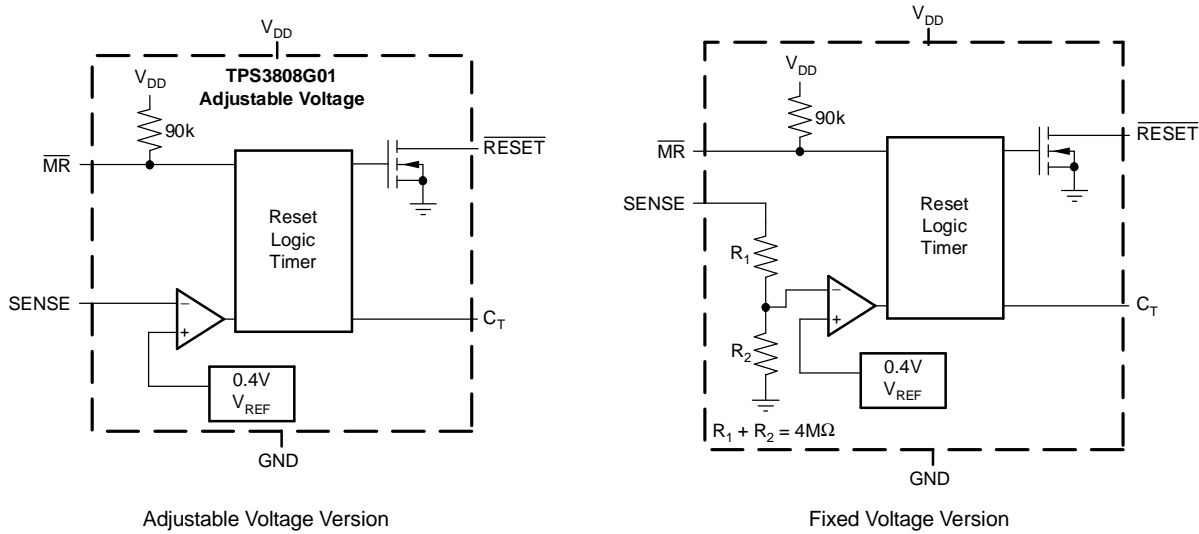 V_DD
V_DD
TPS3808G01
Adjustable Voltage
90k
MR
RESET
Reset
Logic
Timer
SENSE
−
+
C_T
0.4V
V_REF
GND
Adjustable Voltage Version
V_DD
V_DD
90k
MR
RESET
SENSE
Reset
Logic
Timer
R_1
−
+
C_T
R_2
0.4V
V_REF
R_1 + R_2 = 4MΩ
GND
Fixed Voltage Version